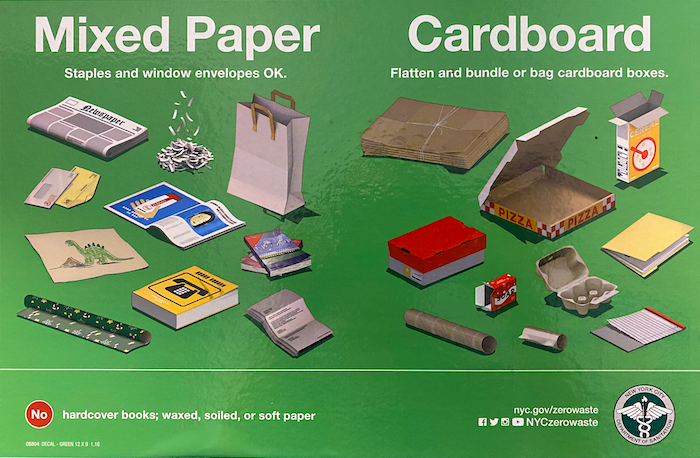 Mixed Paper
Staples and window envelopes OK.
Cardboard
Flatten and bundle or bag cardboard boxes.
Newspaper
CEREAL
PIZZA
PIZZA
No
hardcover books; waxed, soiled, or soft paper
nyc.gov/zerowaste
NYCzerowaste
NEW YORK CITY
DEPARTMENT OF SANITATION
06804 DECAL - GREEN 12 X 9 1.16